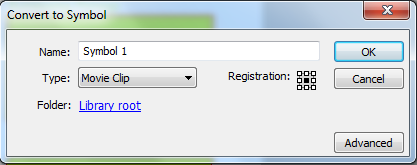 Convert to Symbol
Name: Symbol 1 OK
Type: Movie Clip Registration: Cancel
Folder: Library root
Advanced